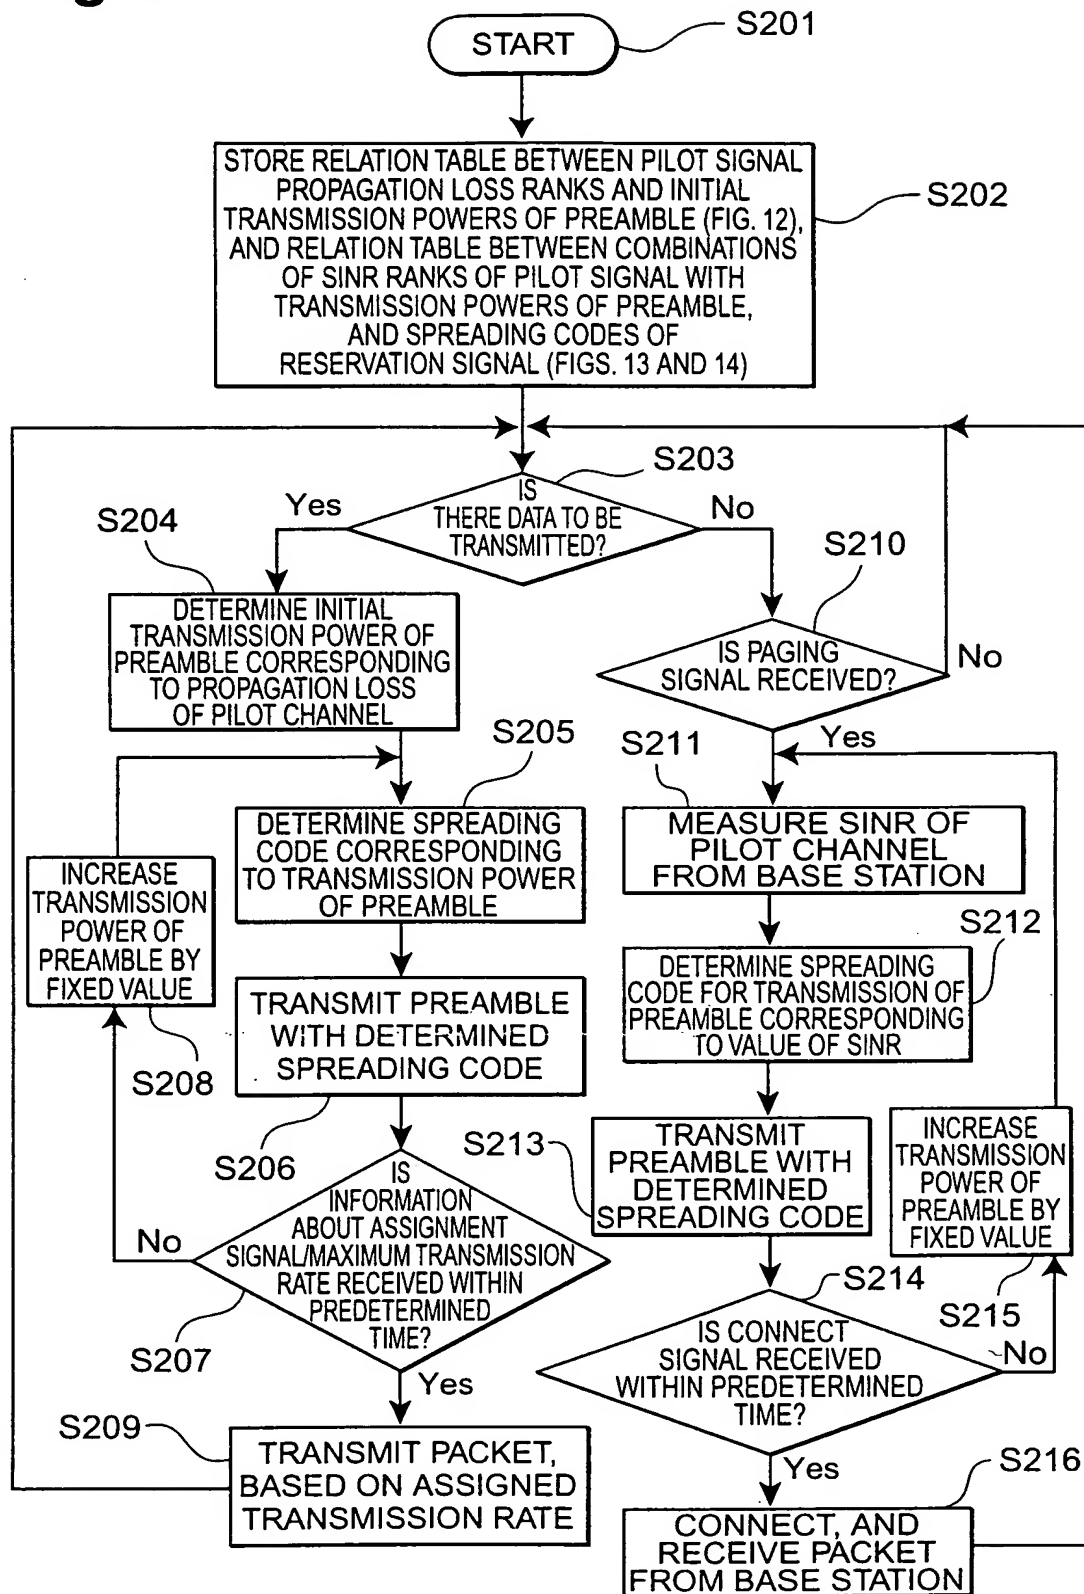 START
S201
STORE RELATION TABLE BETWEEN PILOT SIGNAL
PROPAGATION LOSS RANKS AND INITIAL
TRANSMISSION POWERS OF PREAMBLE (FIG. 12),
AND RELATION TABLE BETWEEN COMBINATIONS
OF SINR RANKS OF PILOT SIGNAL WITH
TRANSMISSION POWERS OF PREAMBLE,
AND SPREADING CODES OF
RESERVATION SIGNAL (FIGS. 13 AND 14)
S202
S203
IS
THERE DATA TO BE
TRANSMITTED?
Yes
No
S204
DETERMINE INITIAL
TRANSMISSION POWER OF
PREAMBLE CORRESPONDING
TO PROPAGATION LOSS
OF PILOT CHANNEL
S205
DETERMINE SPREADING
CODE CORRESPONDING
TO TRANSMISSION POWER
OF PREAMBLE
INCREASE
TRANSMISSION
POWER OF
PREAMBLE BY
FIXED VALUE
S208
TRANSMIT PREAMBLE
WITH DETERMINED
SPREADING CODE
S206
IS
INFORMATION
ABOUT ASSIGNMENT
SIGNAL/MAXIMUM TRANSMISSION
RATE RECEIVED WITHIN
PREDETERMINED
TIME?
No
S207
Yes
S209
TRANSMIT PACKET,
BASED ON ASSIGNED
TRANSMISSION RATE
S210
IS PAGING
SIGNAL RECEIVED?
No
Yes
S211
MEASURE SINR OF
PILOT CHANNEL
FROM BASE STATION
S212
DETERMINE SPREADING
CODE FOR TRANSMISSION OF
PREAMBLE CORRESPONDING
TO VALUE OF SINR
S213
TRANSMIT
PREAMBLE WITH
DETERMINED
SPREADING CODE
INCREASE
TRANSMISSION
POWER OF
PREAMBLE BY
FIXED VALUE
S215
S214
IS CONNECT
SIGNAL RECEIVED
WITHIN PREDETERMINED
TIME?
No
Yes
S216
CONNECT, AND
RECEIVE PACKET
FROM BASE STATION